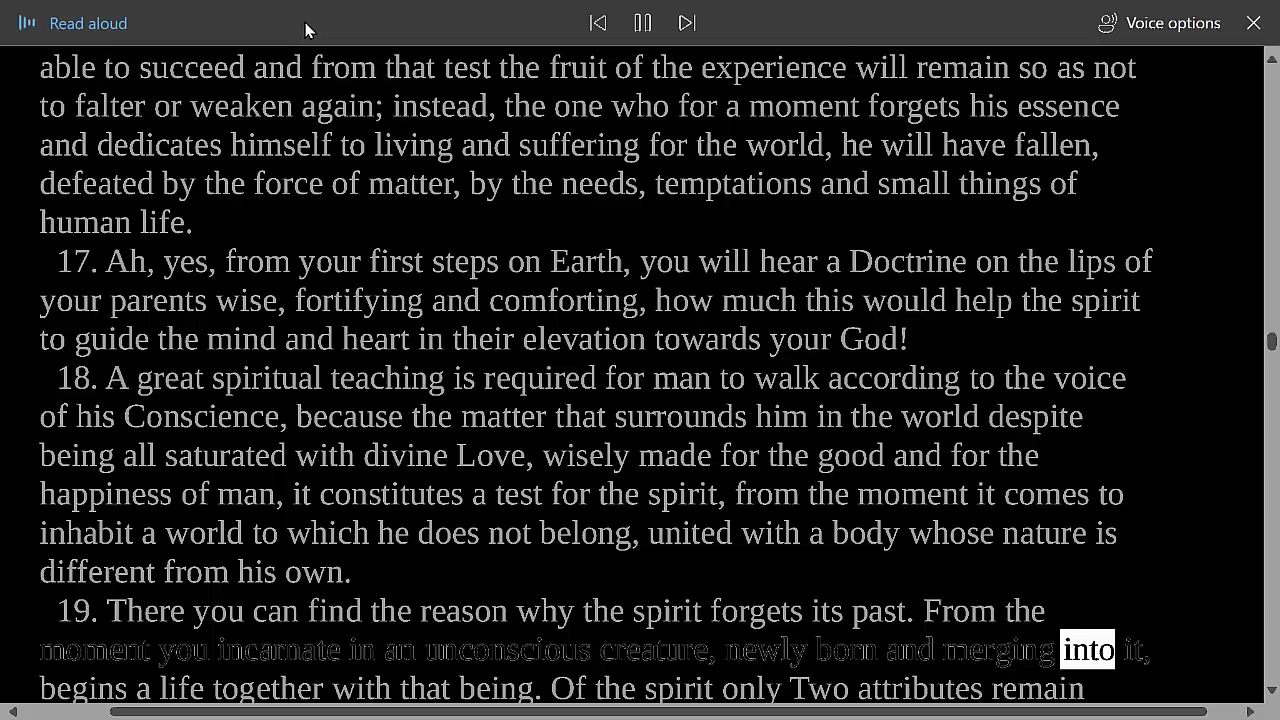 Read aloud
Voice options
able to succeed and from that test the fruit of the experience will remain so as not
to falter or weaken again; instead, the one who for a moment forgets his essence
and dedicates himself to living and suffering for the world, he will have fallen,
defeated by the force of matter, by the needs, temptations and small things of
human life.
17. Ah, yes, from your first steps on Earth, you will hear a Doctrine on the lips of
your parents wise, fortifying and comforting, how much this would help the spirit
to guide the mind and heart in their elevation towards your God!
18. A great spiritual teaching is required for man to walk according to the voice
of his Conscience, because the matter that surrounds him in the world despite
being all saturated with divine Love, wisely made for the good and for the
happiness of man, it constitutes a test for the spirit, from the moment it comes to
inhabit a world to which he does not belong, united with a body whose nature is
different from his own.
19. There you can find the reason why the spirit forgets its past. From the
moment you incarnate in an unconscious creature, newly born and merging into it,
begins a life together with that being. Of the spirit only Two attributes remain